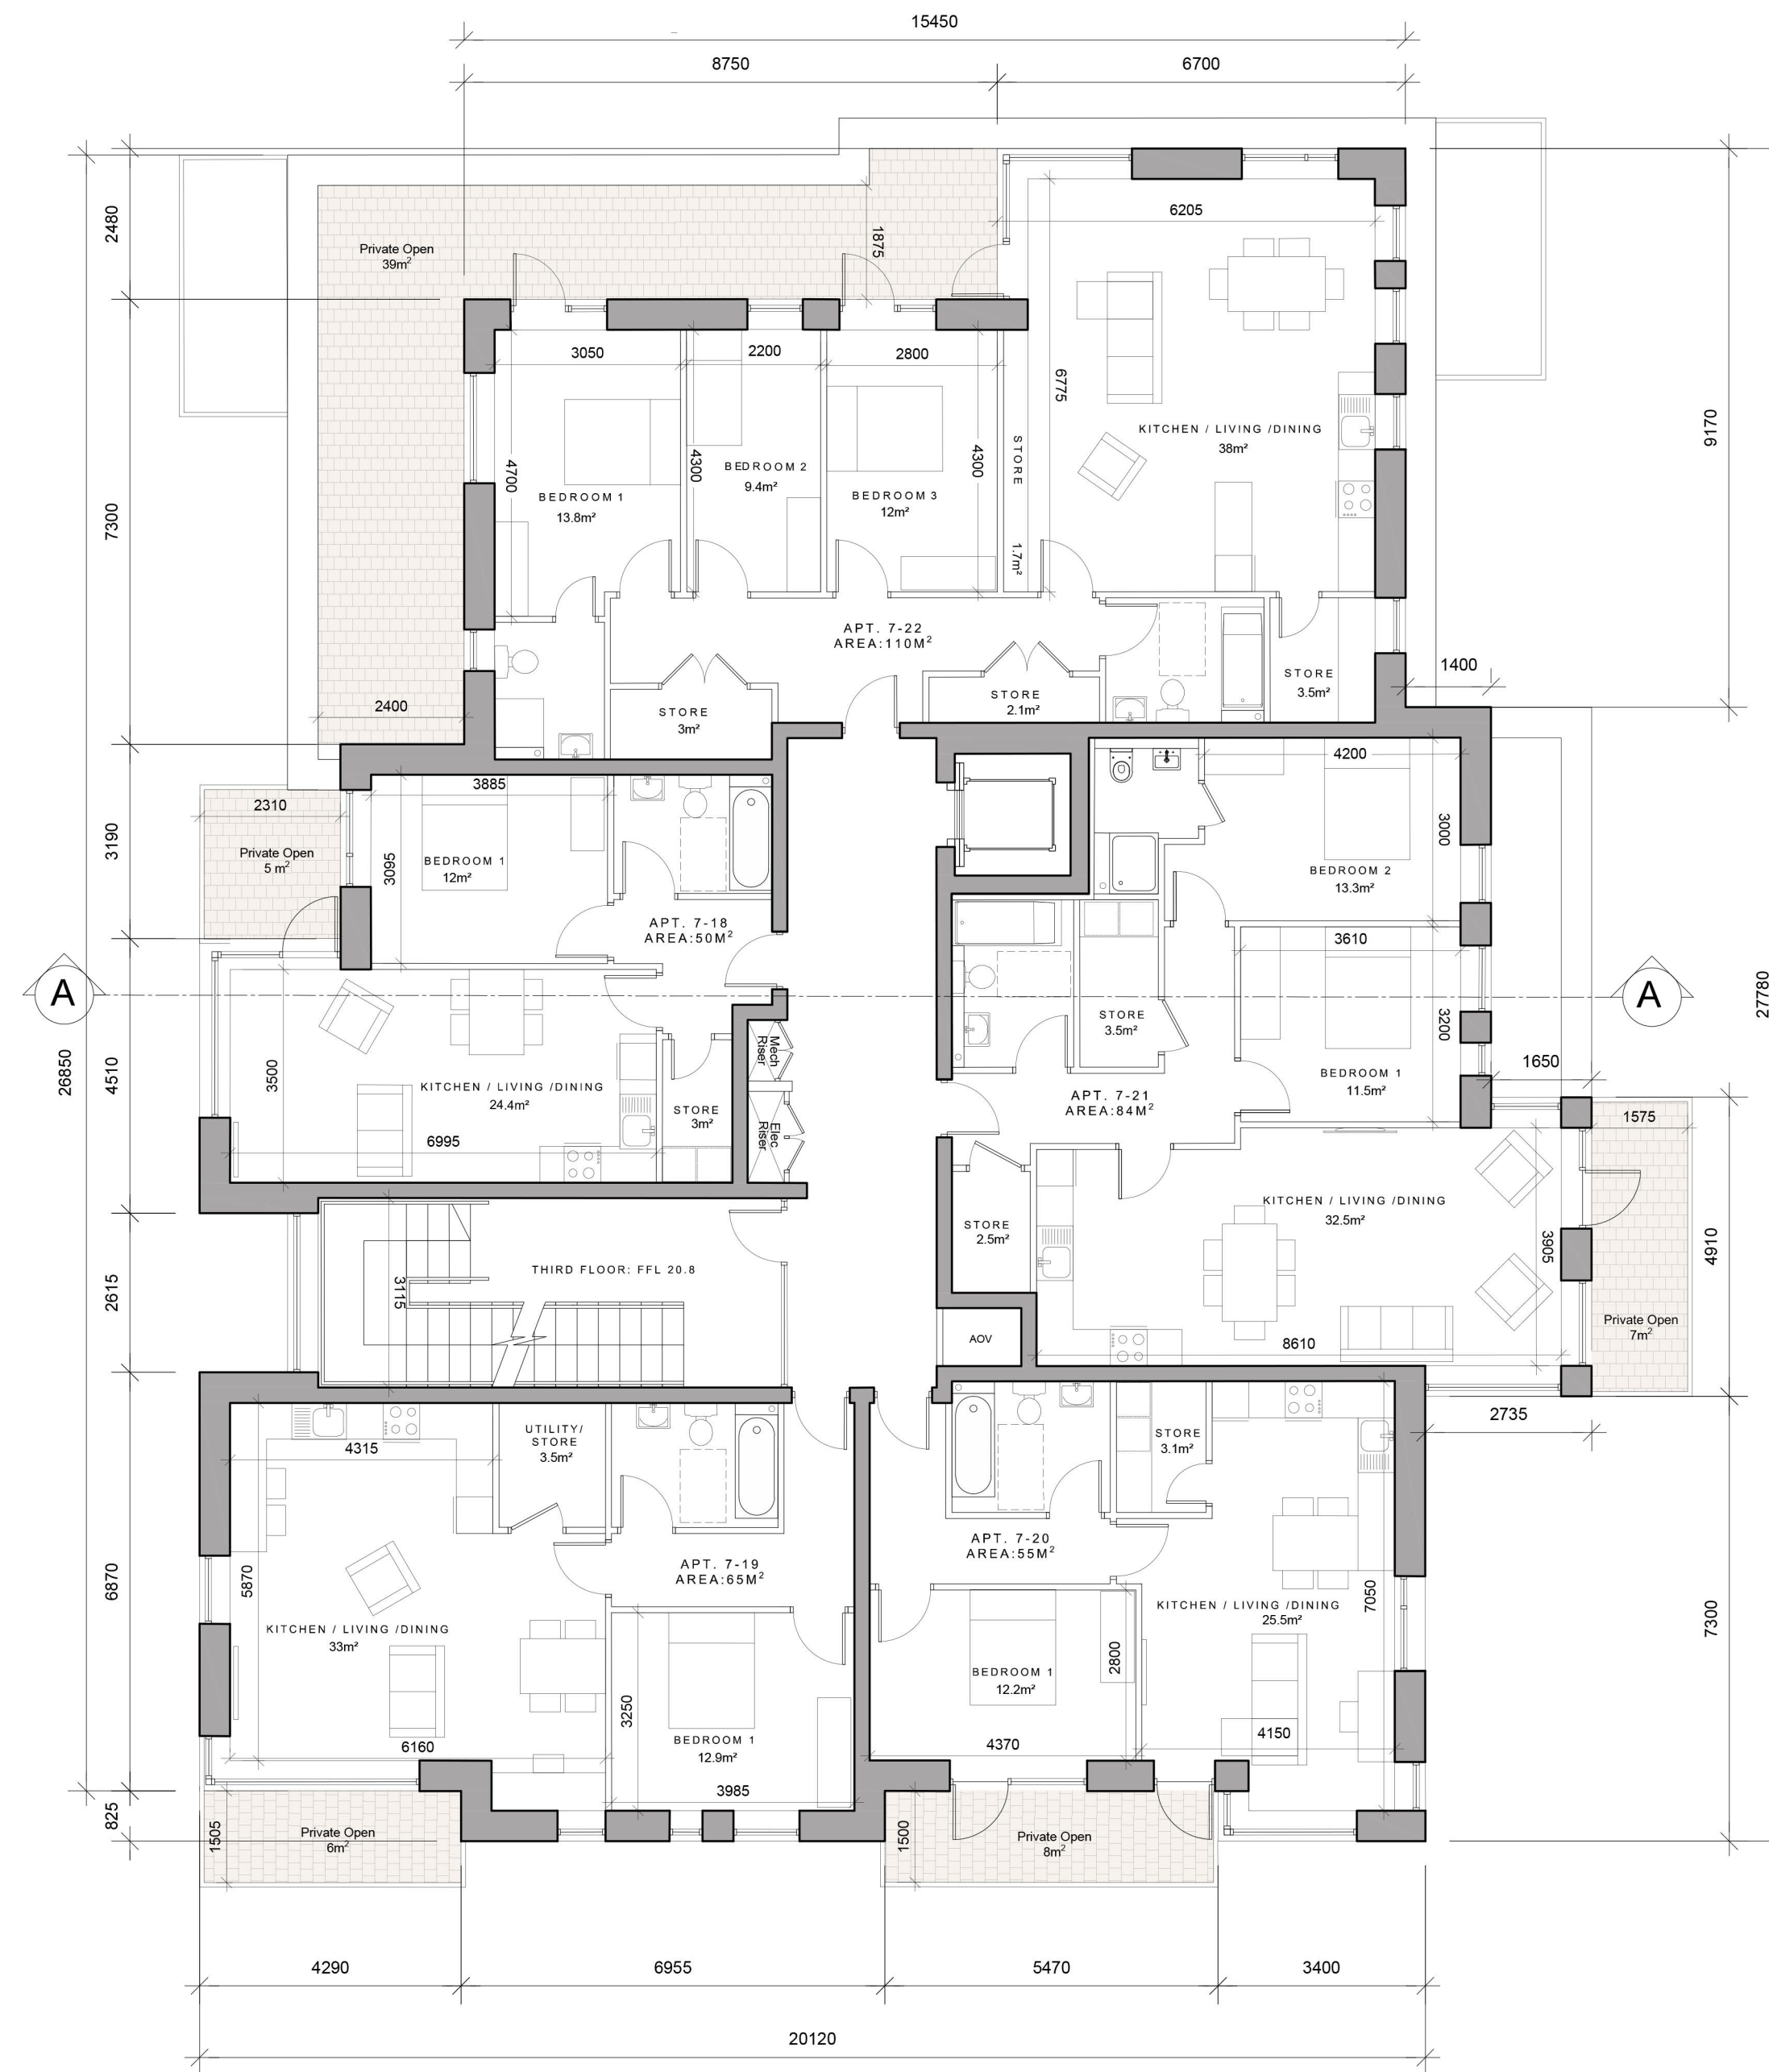 15450
8750
6700
2480
7300
3190
4510
2615
6870
825
26850
9170
27780
4910
7300
Private Open
39m²
1875
6205
6775
3050
2200
2800
4700
4300
4300
BEDROOM 1
13.8m²
BEDROOM 2
9.4m²
BEDROOM 3
12m²
STORE
1.7m²
KITCHEN / LIVING /DINING
38m²
APT. 7-22
AREA:110M²
STORE
3m²
STORE
2.1m²
STORE
3.5m²
2400
1400
2310
Private Open
5 m²
3885
3095
BEDROOM 1
12m²
APT. 7-18
AREA:50M²
4200
3000
BEDROOM 2
13.3m²
3610
3200
BEDROOM 1
11.5m²
STORE
3.5m²
A
A
3500
KITCHEN / LIVING /DINING
24.4m²
6995
STORE
3m²
Mech
Riser
Elec
Riser
APT. 7-21
AREA:84M²
1650
1575
KITCHEN / LIVING /DINING
32.5m²
3905
8610
STORE
2.5m²
Private Open
7m²
THIRD FLOOR: FFL 20.8
3115
AOV
2735
4315
UTILITY/
STORE
3.5m²
5870
KITCHEN / LIVING /DINING
33m²
6160
APT. 7-19
AREA:65M²
3250
BEDROOM 1
12.9m²
3985
STORE
3.1m²
APT. 7-20
AREA:55M²
KITCHEN / LIVING /DINING
25.5m²
7050
2800
BEDROOM 1
12.2m²
4370
4150
1505
Private Open
6m²
1500
Private Open
8m²
4290
6955
5470
3400
20120